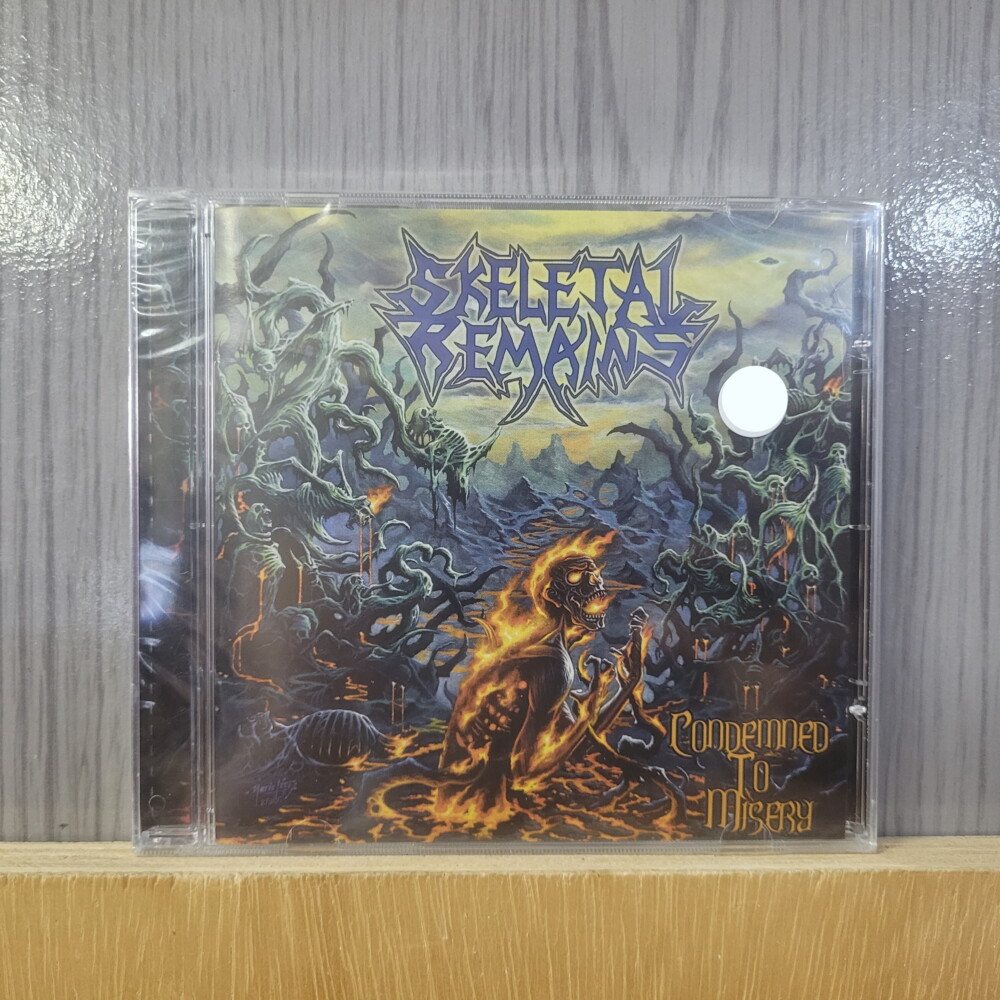 SKELETAL
REMAINS
CONDEMNED
TO
MISERY